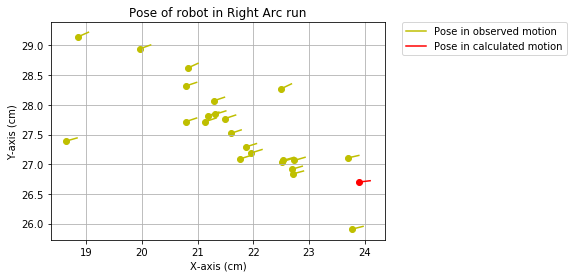 Pose of robot in Right Arc run
Pose in observed motion
Pose in calculated motion
Y-axis (cm)
29.0
28.5
28.0
27.5
27.0
26.5
26.0
19 20 21 22 23 24
X-axis (cm)